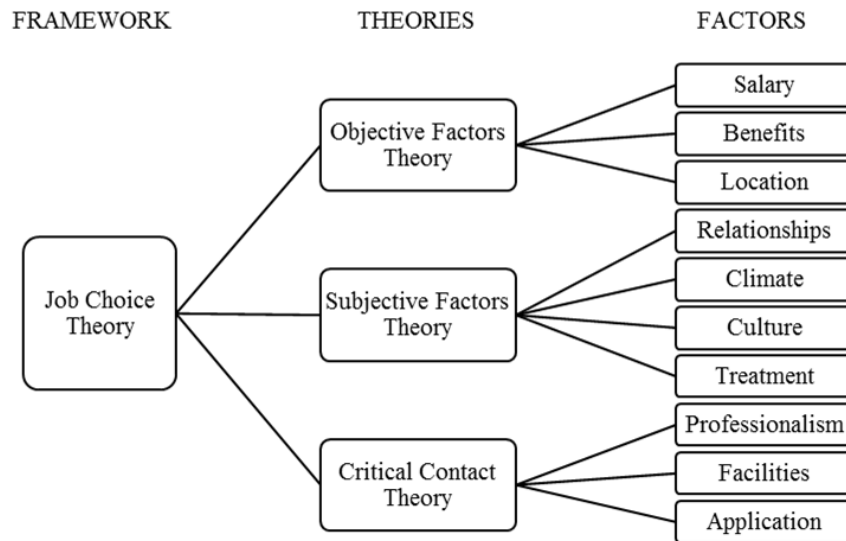 FRAMEWORK THEORIES FACTORS
Job Choice
Theory
Objective Factors
Theory
Subjective Factors
Theory
Critical Contact
Theory
Salary
Benefits
Location
Relationships
Climate
Culture
Treatment
Professionalism
Facilities
Application